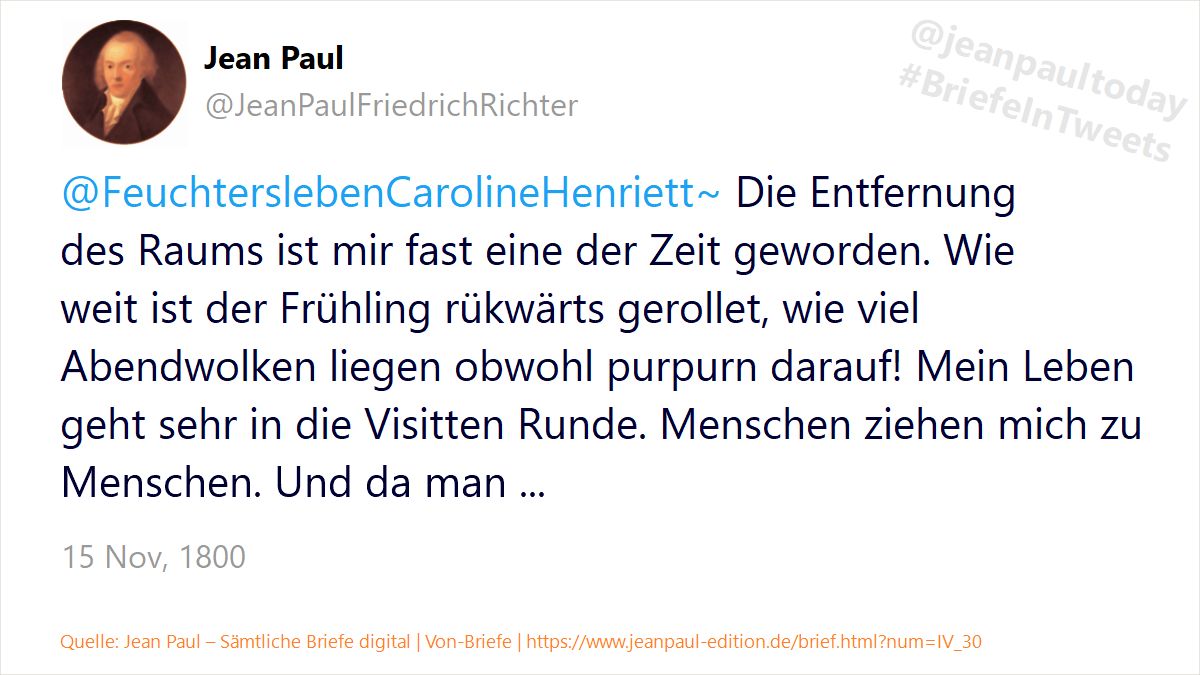 Jean Paul
@JeanPaulFriedrichRichter
@jeanpaultoday
#BriefeInTweets
@FeuchterslebenCarolineHenriett~ Die Entfernung
des Raums ist mir fast eine der Zeit geworden. Wie
weit ist der Frühling rükwärts gerollet, wie viel
Abendwolken liegen obwohl purpurn darauf! Mein Leben
geht sehr in die Visitten Runde. Menschen ziehen mich zu
Menschen. Und da man ...
15 Nov, 1800
Quelle: Jean Paul – Sämtliche Briefe digital | Von-Briefe | https://www.jeanpaul-edition.de/brief.html?num=IV_30